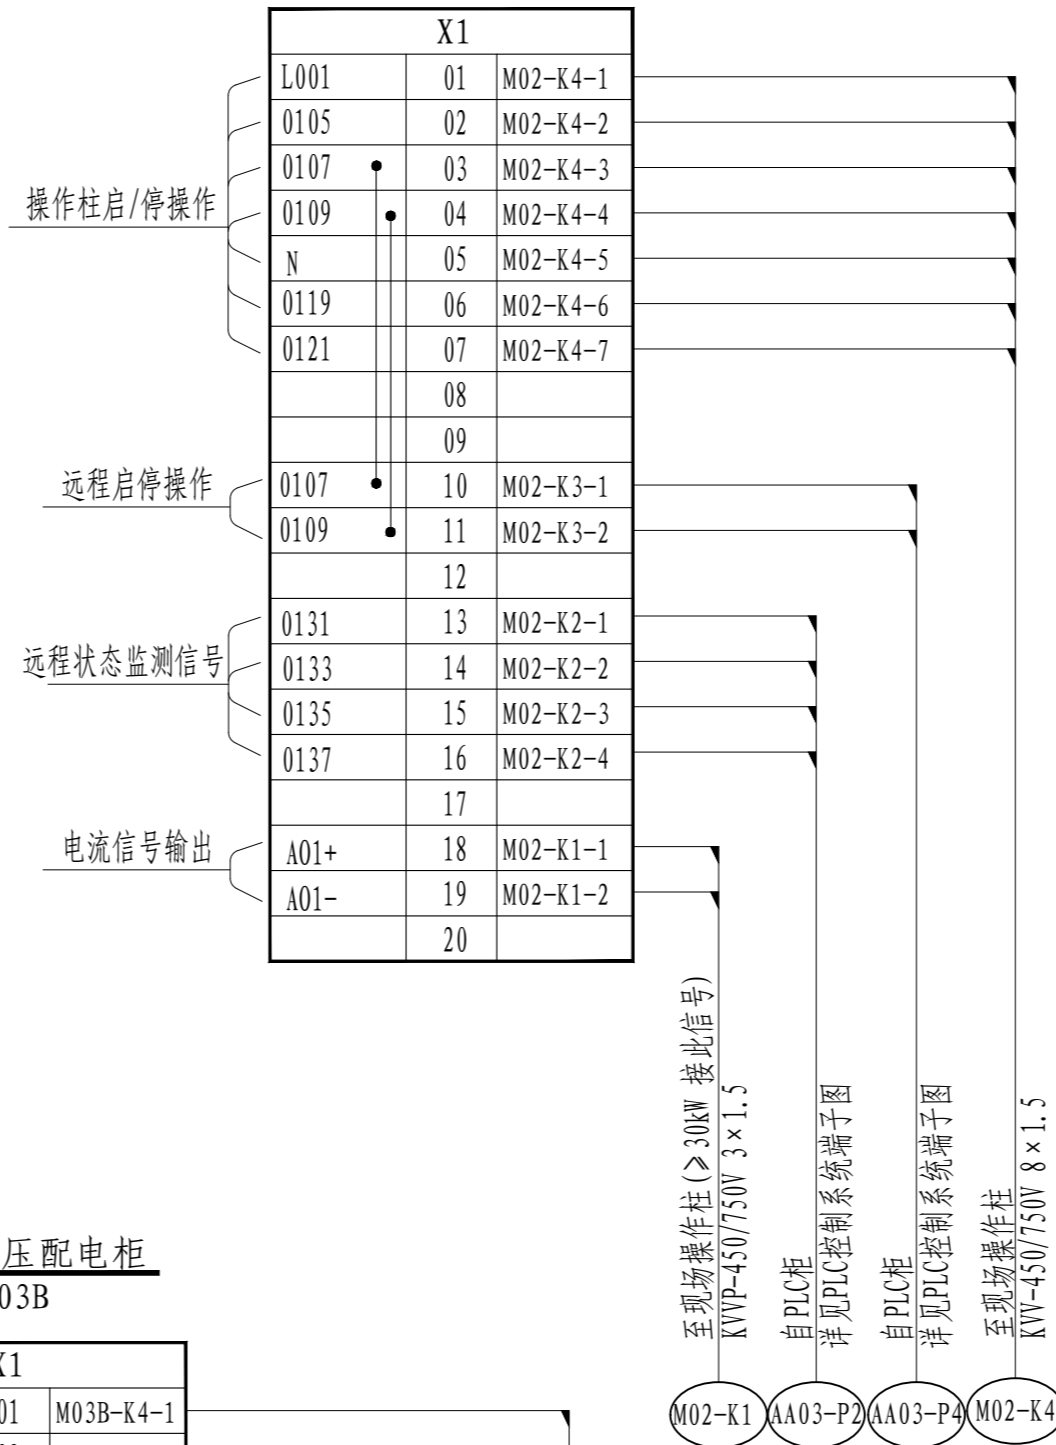 X1
L001 01 M02-K4-1
0105 02 M02-K4-2
0107 03 M02-K4-3
操作柱启/停操作
0109 04 M02-K4-4
N 05 M02-K4-5
0119 06 M02-K4-6
0121 07 M02-K4-7
08
09
远程启停操作
0107 10 M02-K3-1
0109 11 M02-K3-2
12
0131 13 M02-K2-1
远程状态监测信号
0133 14 M02-K2-2
0135 15 M02-K2-3
0137 16 M02-K2-4
17
电流信号输出
A01+ 18 M02-K1-1
A01- 19 M02-K1-2
20
至现场操作柱(≥30kW 接此信号)
KVVP-450/750V 3×1.5
自PLC柜
详见PLC控制系统端子图
自PLC柜
详见PLC控制系统端子图
至现场操作柱
KVV-450/750V 8×1.5
M02-K1
AA03-P2
AA03-P4
M02-K4
压配电柜
03B
X1
01 M03B-K4-1